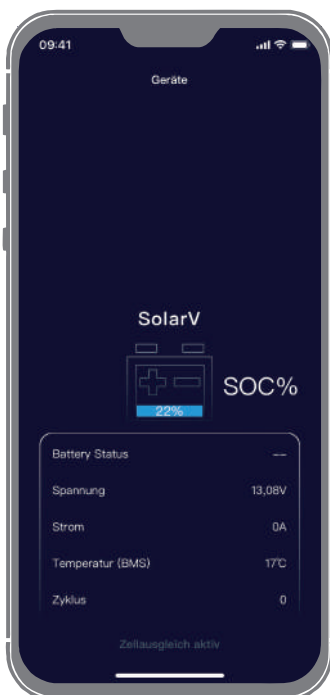 09:41
Geräte
SolarV
22%
SOC%
Battery Status --
Spannung 13,08V
Strom 0A
Temperatur (BMS) 17℃
Zyklus 0
Zellausgleich aktiv